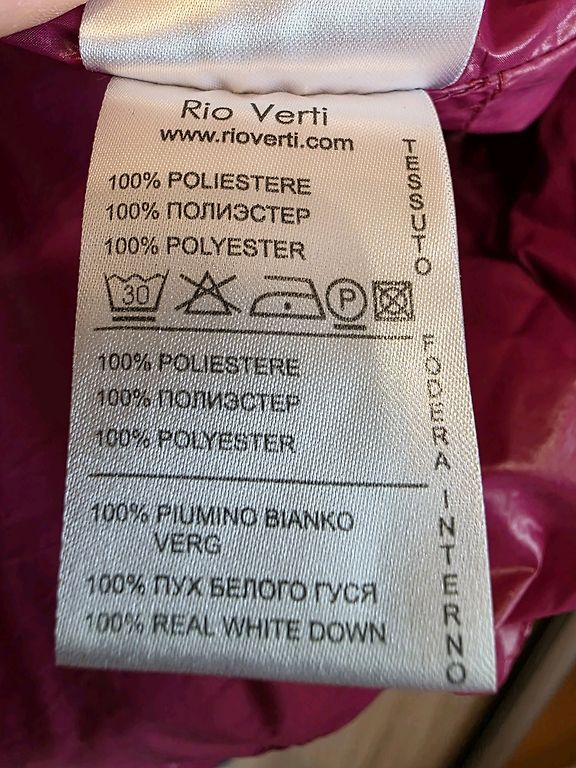 Rio Verti
www.rioverti.com
TESSUTO
100% POLIESTERE
100% ПОЛИЭСТЕР
100% POLYESTER
30 P
FODERA INTERNO
100% POLIESTERE
100% ПОЛИЭСТЕР
100% POLYESTER
100% PIUMINO BIANKO
VERG
100% ПУХ БЕЛОГО ГУСЯ
100% REAL WHITE DOWN